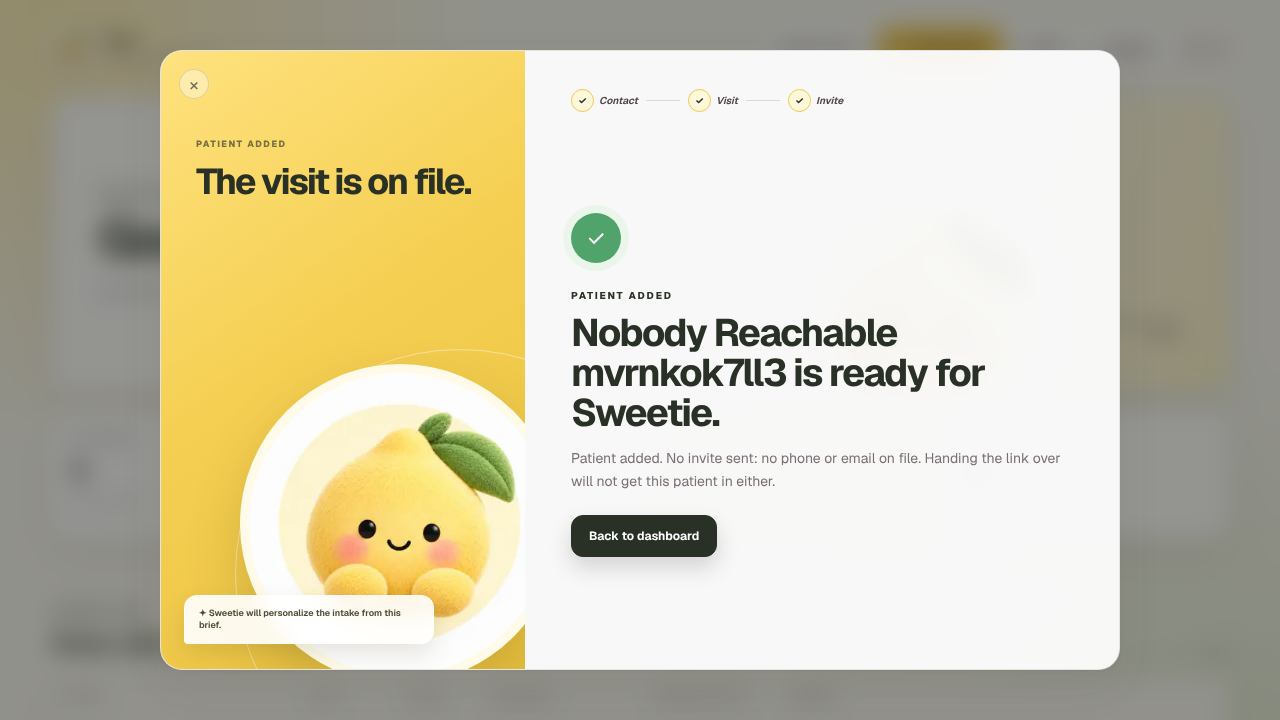 PATIENT ADDED
The visit is on file.
✦ Sweetie will personalize the intake from this
brief.
Contact
Visit
Invite
PATIENT ADDED
Nobody Reachable
mvrnkok7ll3 is ready for
Sweetie.
Patient added. No invite sent: no phone or email on file. Handing the link over
will not get this patient in either.
Back to dashboard